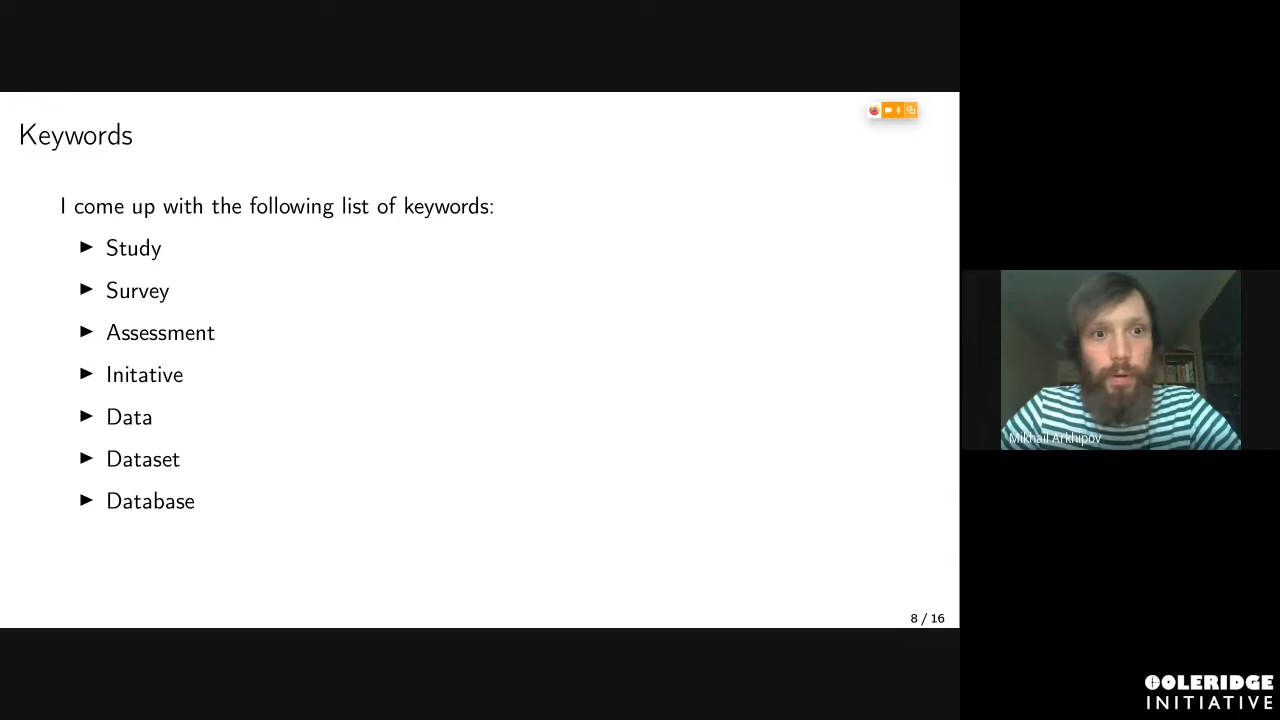 Keywords
I come up with the following list of keywords:
Study
Survey
Assessment
Initative
Data
Dataset
Database
8 / 16
Mikhail Arkhipov
COLERIDGE
INITIATIVE